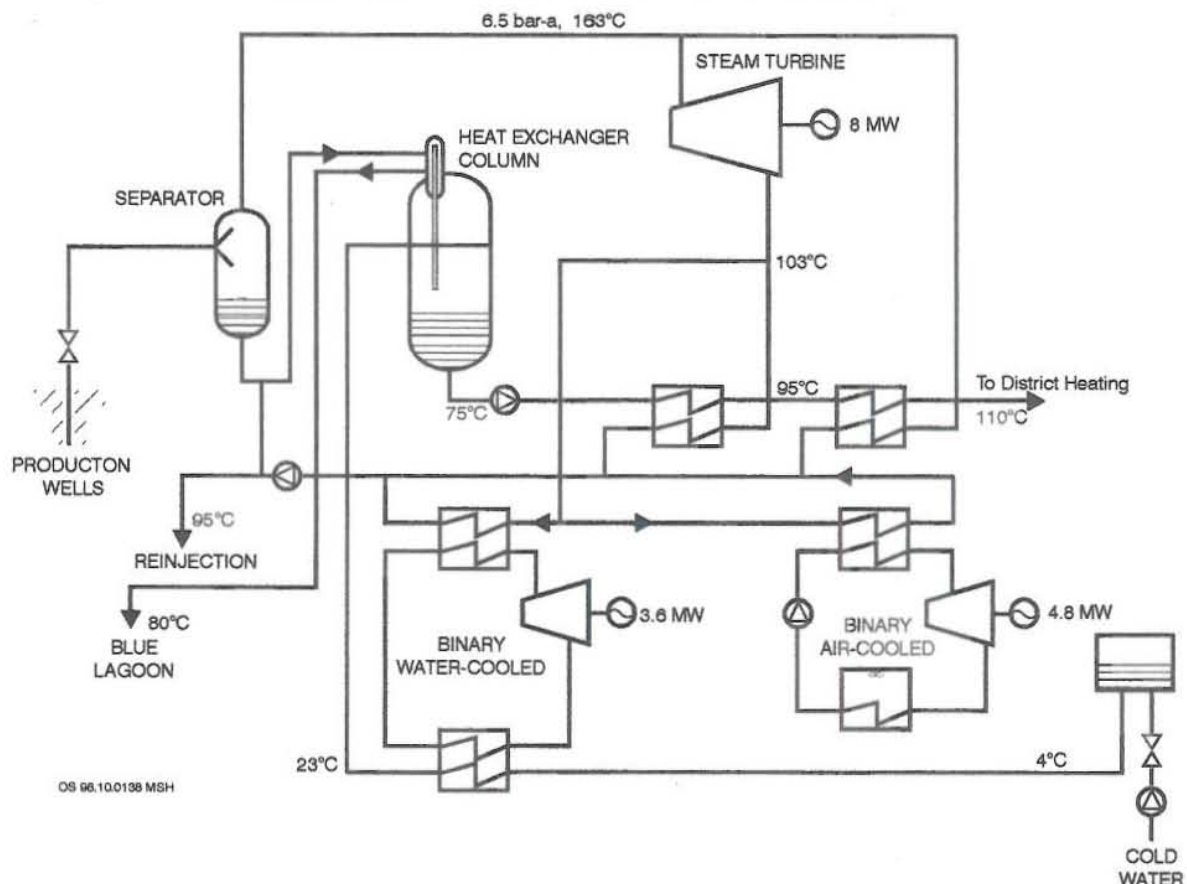 6.5 bar-a, 163°C
STEAM TURBINE
8 MW
HEAT EXCHANGER
COLUMN
SEPARATOR
103°C
To District Heating
75°C
95°C
110°C
PRODUCTON
WELLS
95°C
REINJECTION
80°C
BLUE
LAGOON
3.6 MW
BINARY
WATER-COOLED
4.8 MW
BINARY
AIR-COOLED
23°C
4°C
OS 96.10.0138 MSH
COLD
WATER